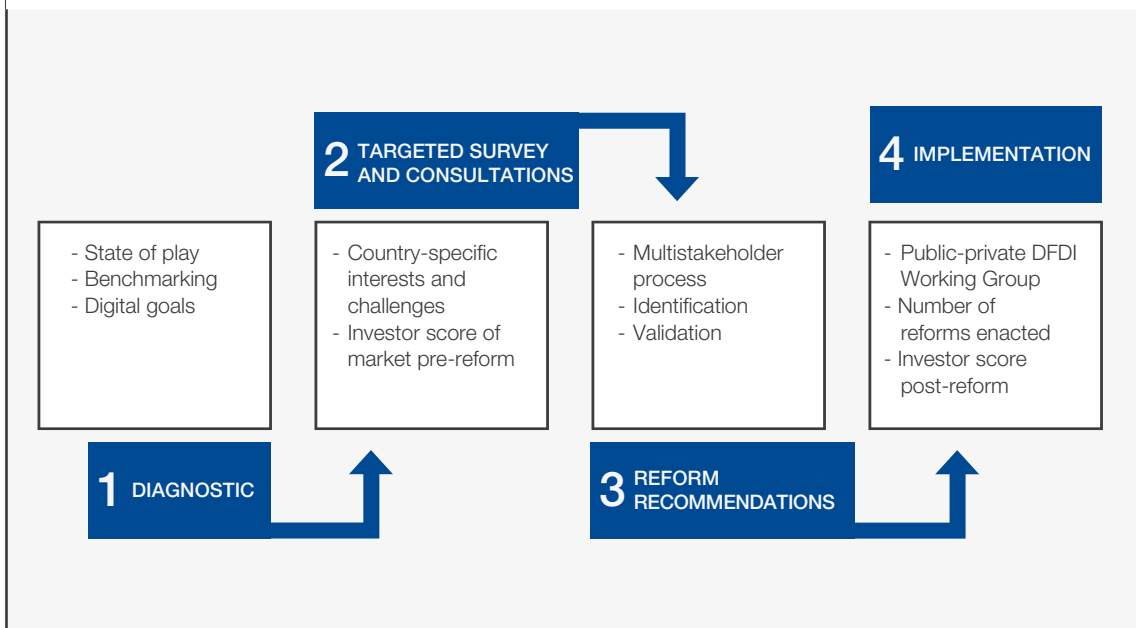 1 DIAGNOSTIC
- State of play
- Benchmarking
- Digital goals
2 TARGETED SURVEY
AND CONSULTATIONS
- Country-specific
interests and
challenges
- Investor score of
market pre-reform
3 REFORM
RECOMMENDATIONS
- Multistakeholder
process
- Identification
- Validation
4 IMPLEMENTATION
- Public-private DFDI
Working Group
- Number of
reforms enacted
- Investor score
post-reform